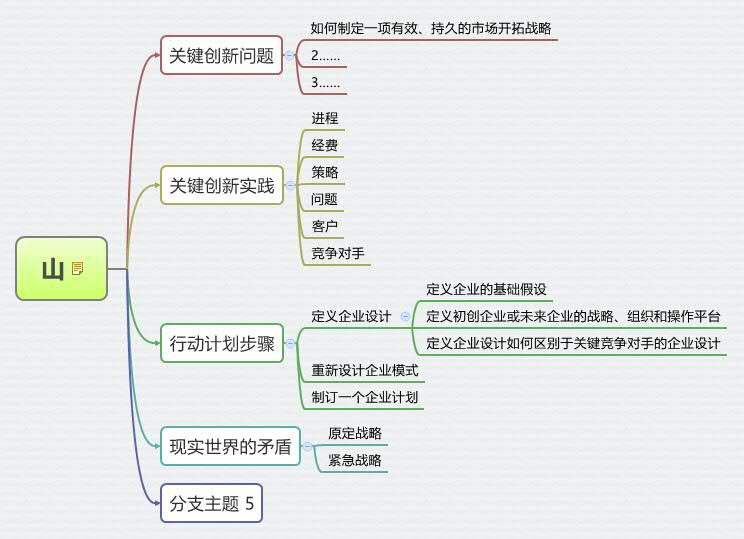 山
关键创新问题
如何制定一项有效、持久的市场开拓战略
2......
3......
关键创新实践
进程
经费
策略
问题
客户
竞争对手
行动计划步骤
定义企业设计
定义企业的基础假设
定义初创企业或未来企业的战略、组织和操作平台
定义企业设计如何区别于关键竞争对手的企业设计
重新设计企业模式
制订一个企业计划
现实世界的矛盾
原定战略
紧急战略
分支主题 5